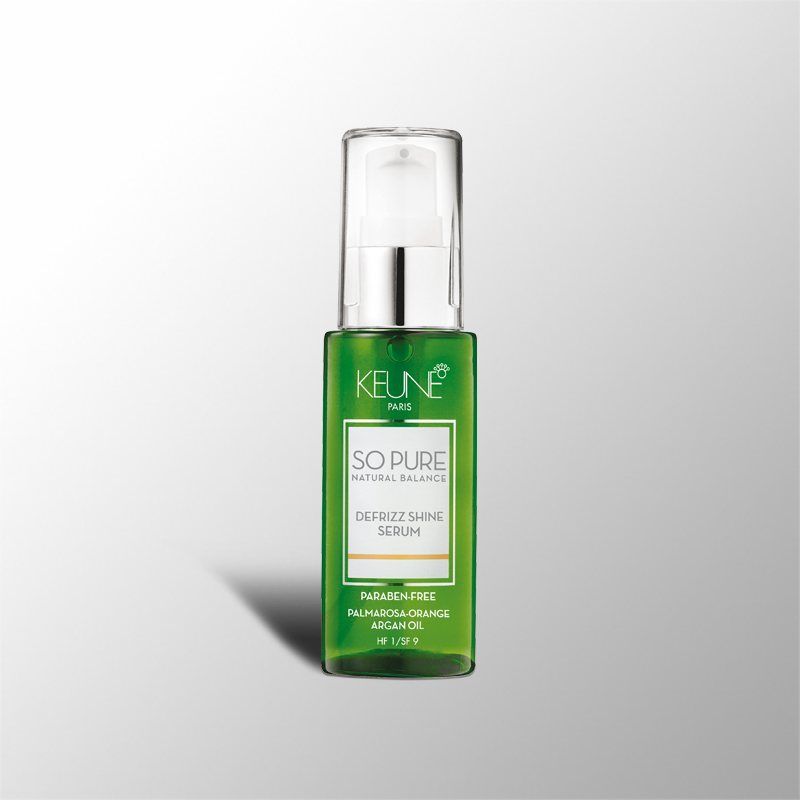 KEUNE
PARIS
SO PURE
NATURAL BALANCE
DEFRIZZ SHINE
SERUM
PARABEN-FREE
PALMAROSA-ORANGE
ARGAN OIL
HF 1/SF 9